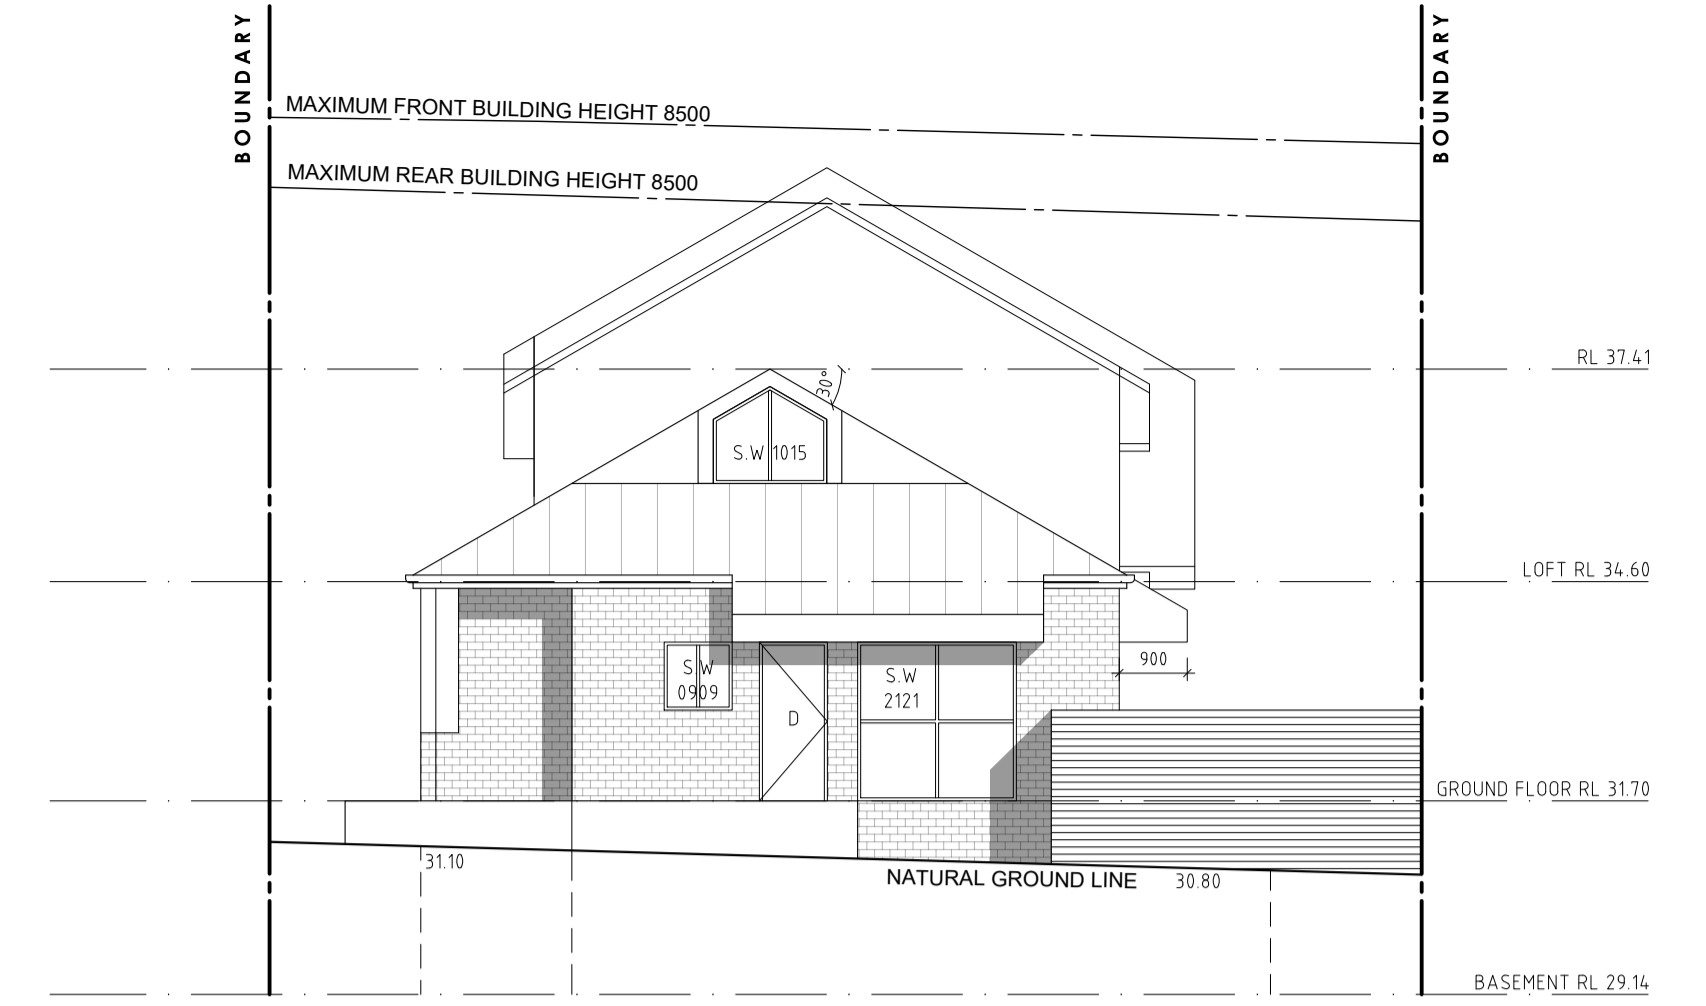 BOUNDARY
BOUNDARY
MAXIMUM FRONT BUILDING HEIGHT 8500
MAXIMUM REAR BUILDING HEIGHT 8500
RL 37.41
30°
S.W 1015
LOFT RL 34.60
900
S.W
0909
S.W
2121
D
GROUND FLOOR RL 31.70
31.10
NATURAL GROUND LINE
30.80
BASEMENT RL 29.14